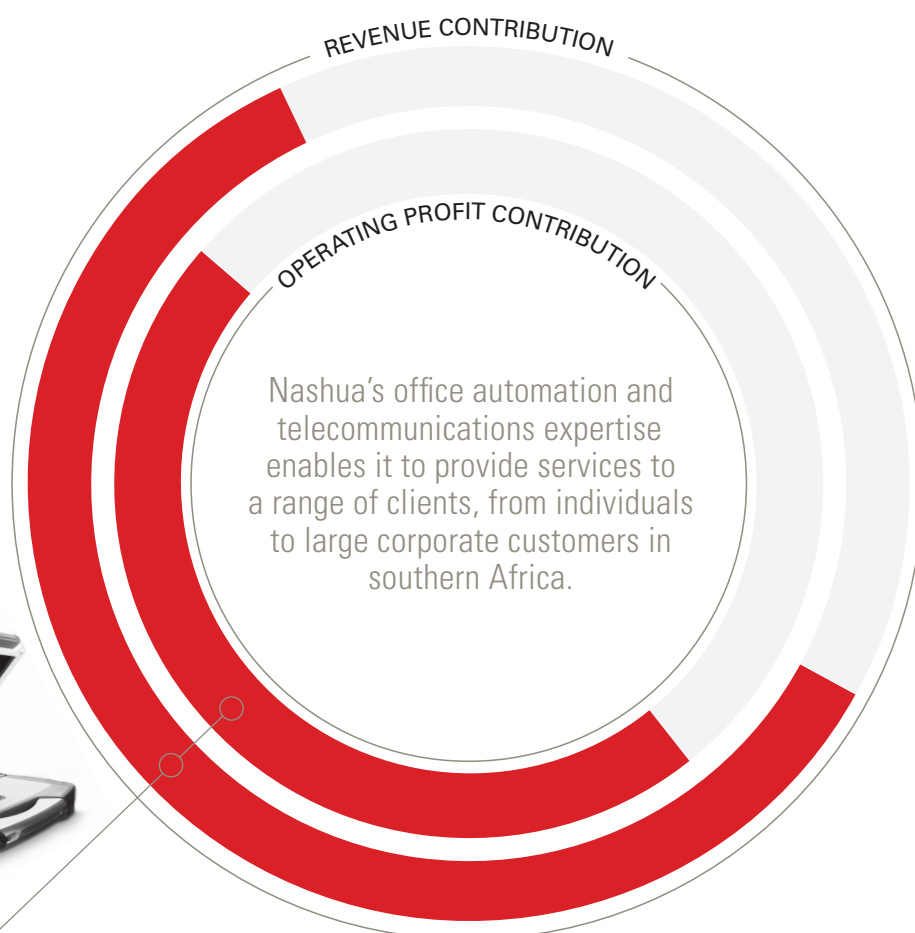 REVENUE CONTRIBUTION
OPERATING PROFIT CONTRIBUTION
Nashua’s office automation and
telecommunications expertise
enables it to provide services to
a range of clients, from individuals
to large corporate customers in
southern Africa.